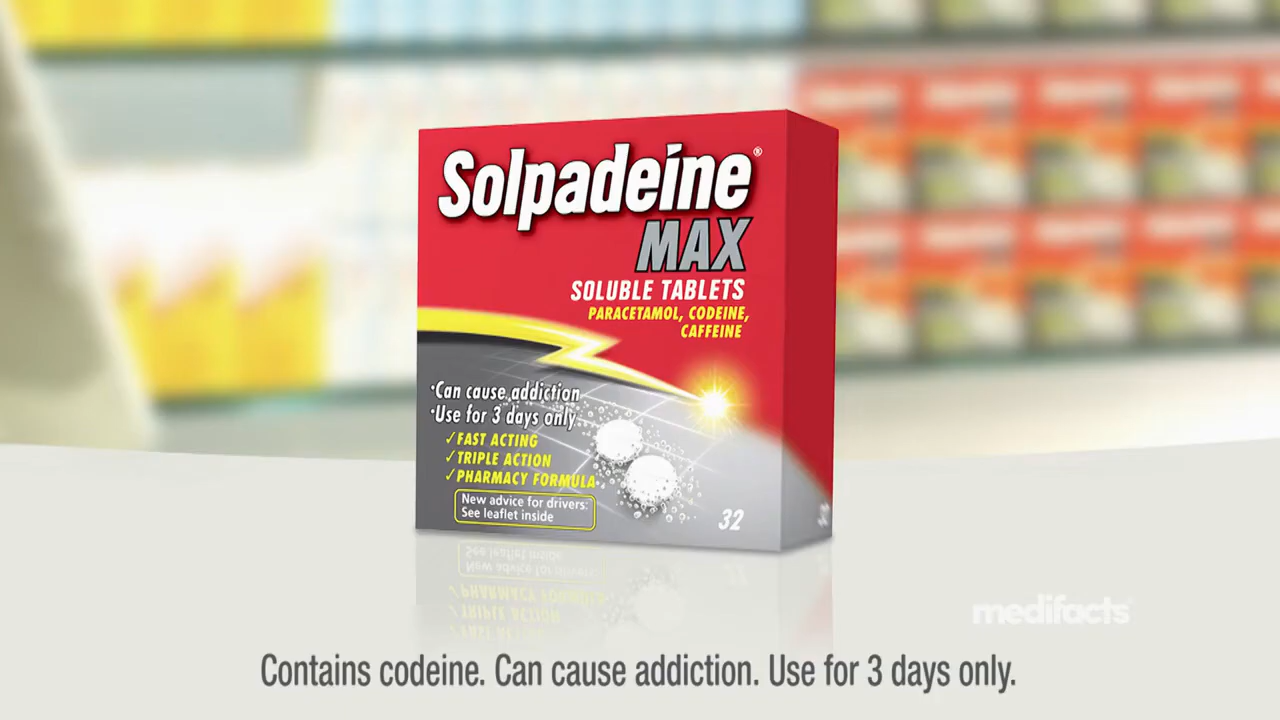 Solpadeine®
MAX
SOLUBLE TABLETS
PARACETAMOL, CODEINE,
CAFFEINE
·Can cause addiction
·Use for 3 days only
✓FAST ACTING
✓TRIPLE ACTION
✓PHARMACY FORMULA
New advice for drivers:
See leaflet inside
32
medifacts
Contains codeine. Can cause addiction. Use for 3 days only.